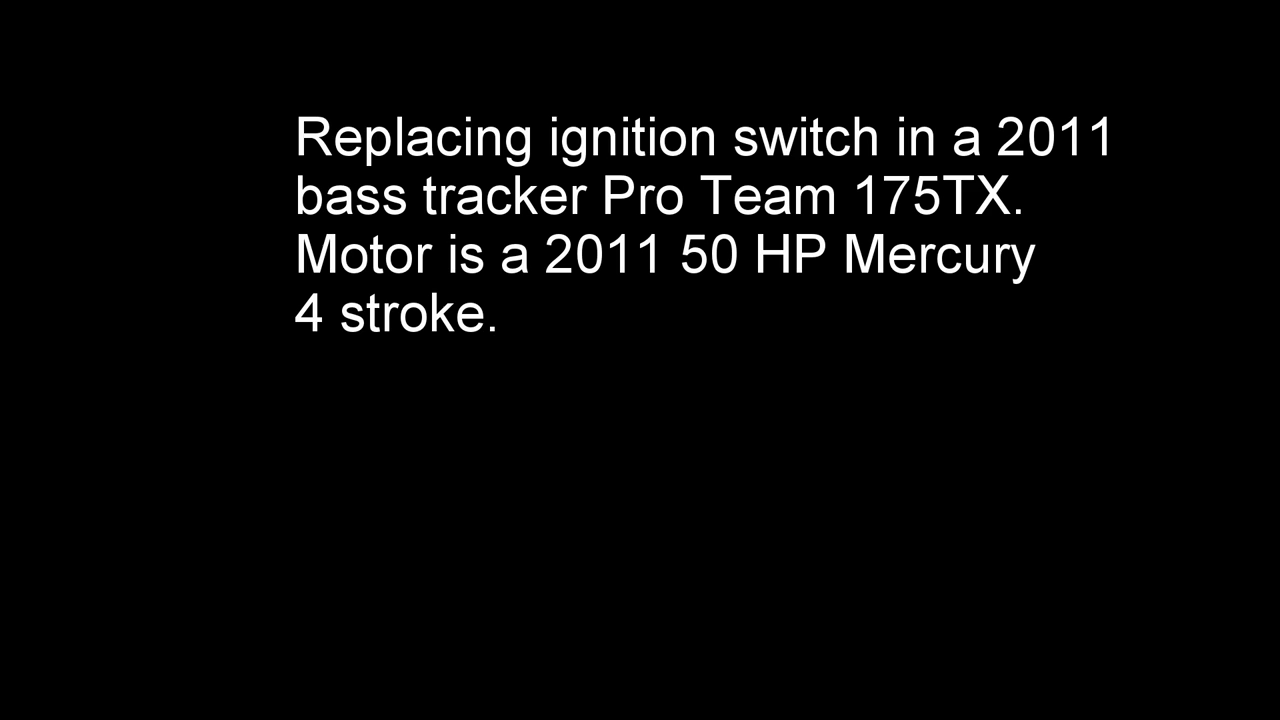 Replacing ignition switch in a 2011
bass tracker Pro Team 175TX.
Motor is a 2011 50 HP Mercury
4 stroke.